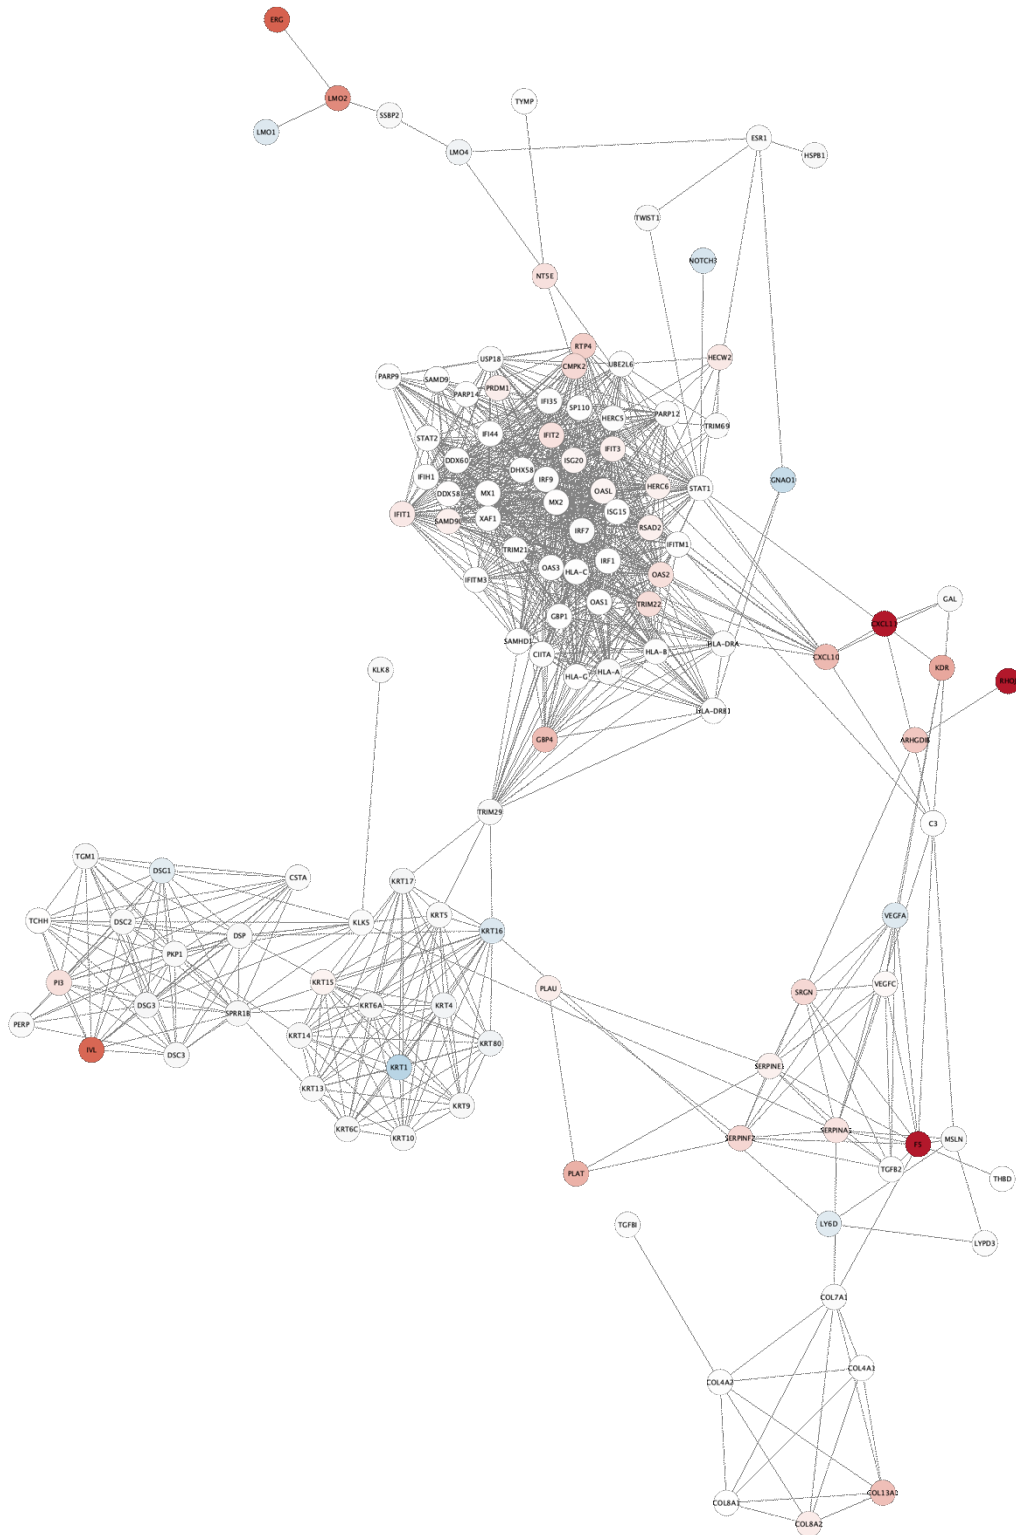 ERG
LMO2
TYMP
SSBP2
LMO1
ESR1
LMO4
HSPB1
TWIST1
NOTCH3
NT5E
RTP4
USP18
HECW2
CMPK2
UBE2L6
PARP9
SAMD9
PRDM1
PARP14
IFI35
SP110
PARP12
HERC5
TRIM69
IFI44
IFIT2
STAT2
IFIT3
DDX60
ISG20
DHX58
IFIH1
IRF9
GNAO1
HERC6
STAT1
OASL
DDX58
MX1
MX2
ISG15
IFIT1
XAF1
RSAD2
IRF7
IFITM1
TRIM21
IRF1
OAS3
HLA-C
OAS2
IFITM3
GAL
OAS1
TRIM22
GBP1
CXCL11
SAMHD1
HLA-DRA
HLA-B
CIITA
CXCL10
KDR
KLK8
HLA-A
HLA-G
HLA-DRB1
GBP4
TRIM29
C3
TGM1
DSG1
CSTA
KRT17
KRT5
VEGFA
TCHH
DSC2
KLK5
KRT16
DSP
PKP1
PI3
KRT15
VEGFC
PLAU
SRGN
DSG3
KRT6A
KRT4
SPRR1B
PERP
KRT14
KRT80
IVL
DSC3
KRT1
SERPINE1
KRT13
KRT9
KRT6C
KRT10
SERPINA5
SERPINF2
MSLN
F5
TGFB2
PLAT
THBD
TGFBI
LY6D
LYPD3
COL7A1
COL4A1
COL4A2
COL13A1
COL8A1
COL8A2